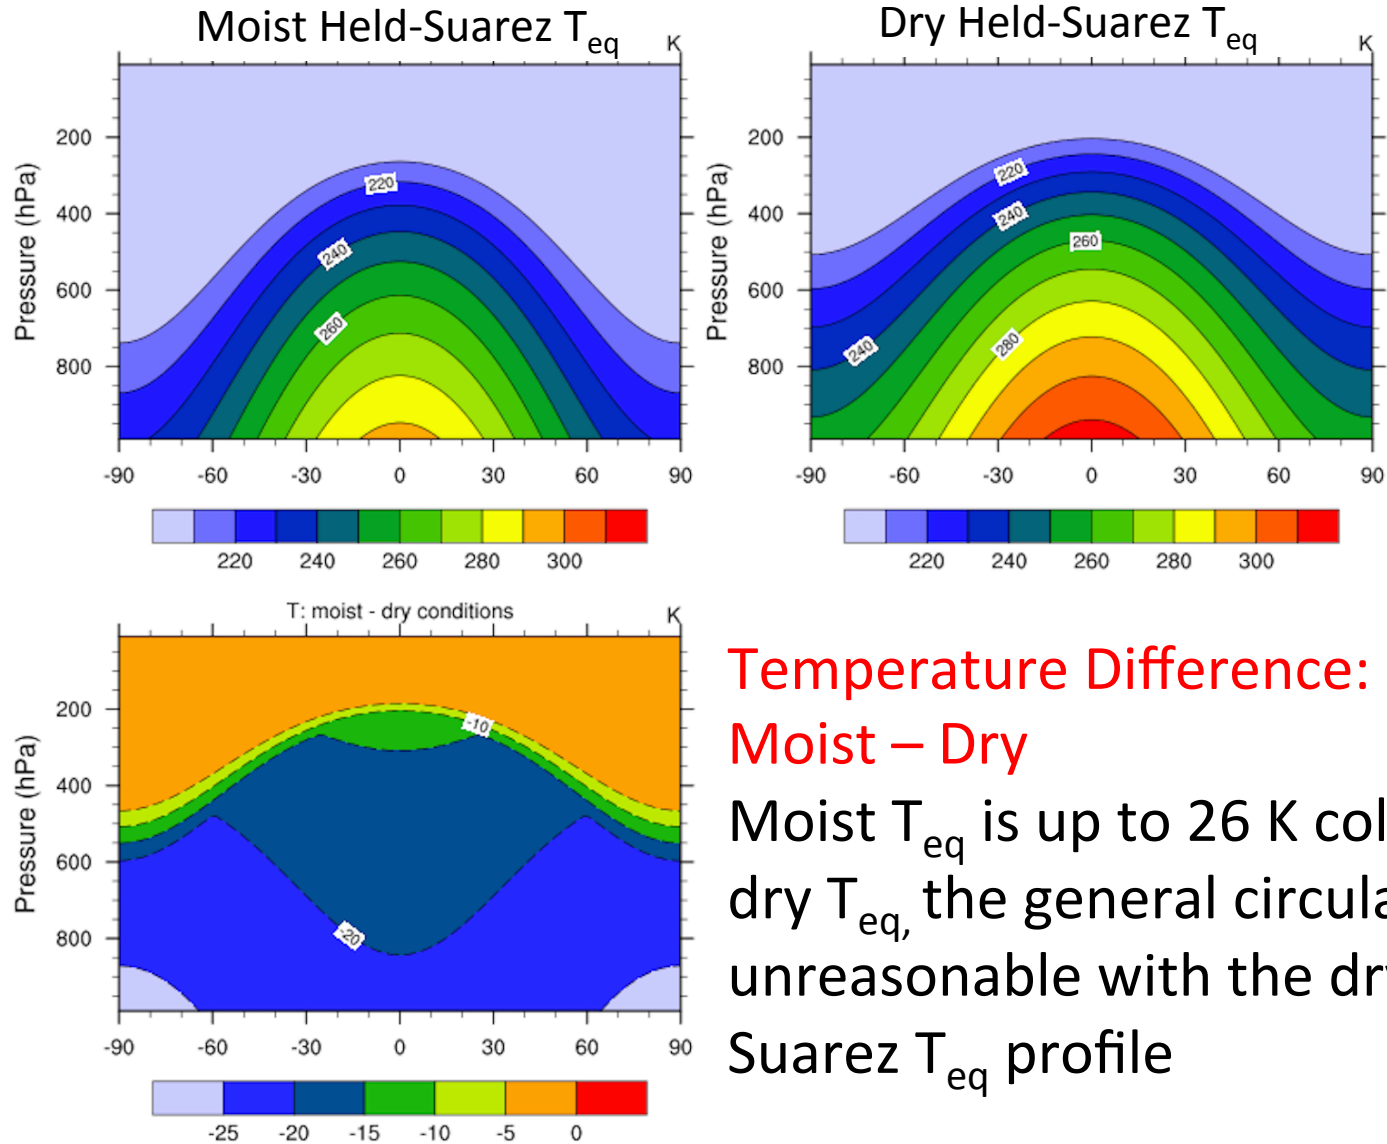 Moist Held-Suarez Teq
K
Pressure (hPa)
200
400
600
800
220
240
260
-90 -60 -30 0 30 60 90
220 240 260 280 300
Dry Held-Suarez Teq
K
Pressure (hPa)
200
400
600
800
220
240
260
240
280
-90 -60 -30 0 30 60 90
220 240 260 280 300
T: moist - dry conditions
K
Pressure (hPa)
200
400
600
800
-10
-20
-90 -60 -30 0 30 60 90
-25 -20 -15 -10 -5 0
Temperature Difference:
Moist – Dry
Moist Teq is up to 26 K
dry Teq, the general
unreasonable with the
Suarez Teq profile